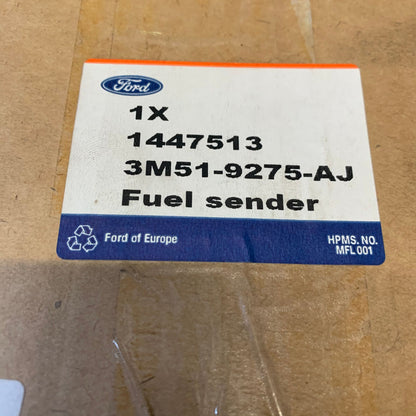 Ford
1X
1447513
3M51-9275-AJ
Fuel sender
Ford of Europe
HPMS. NO.
MFL 001